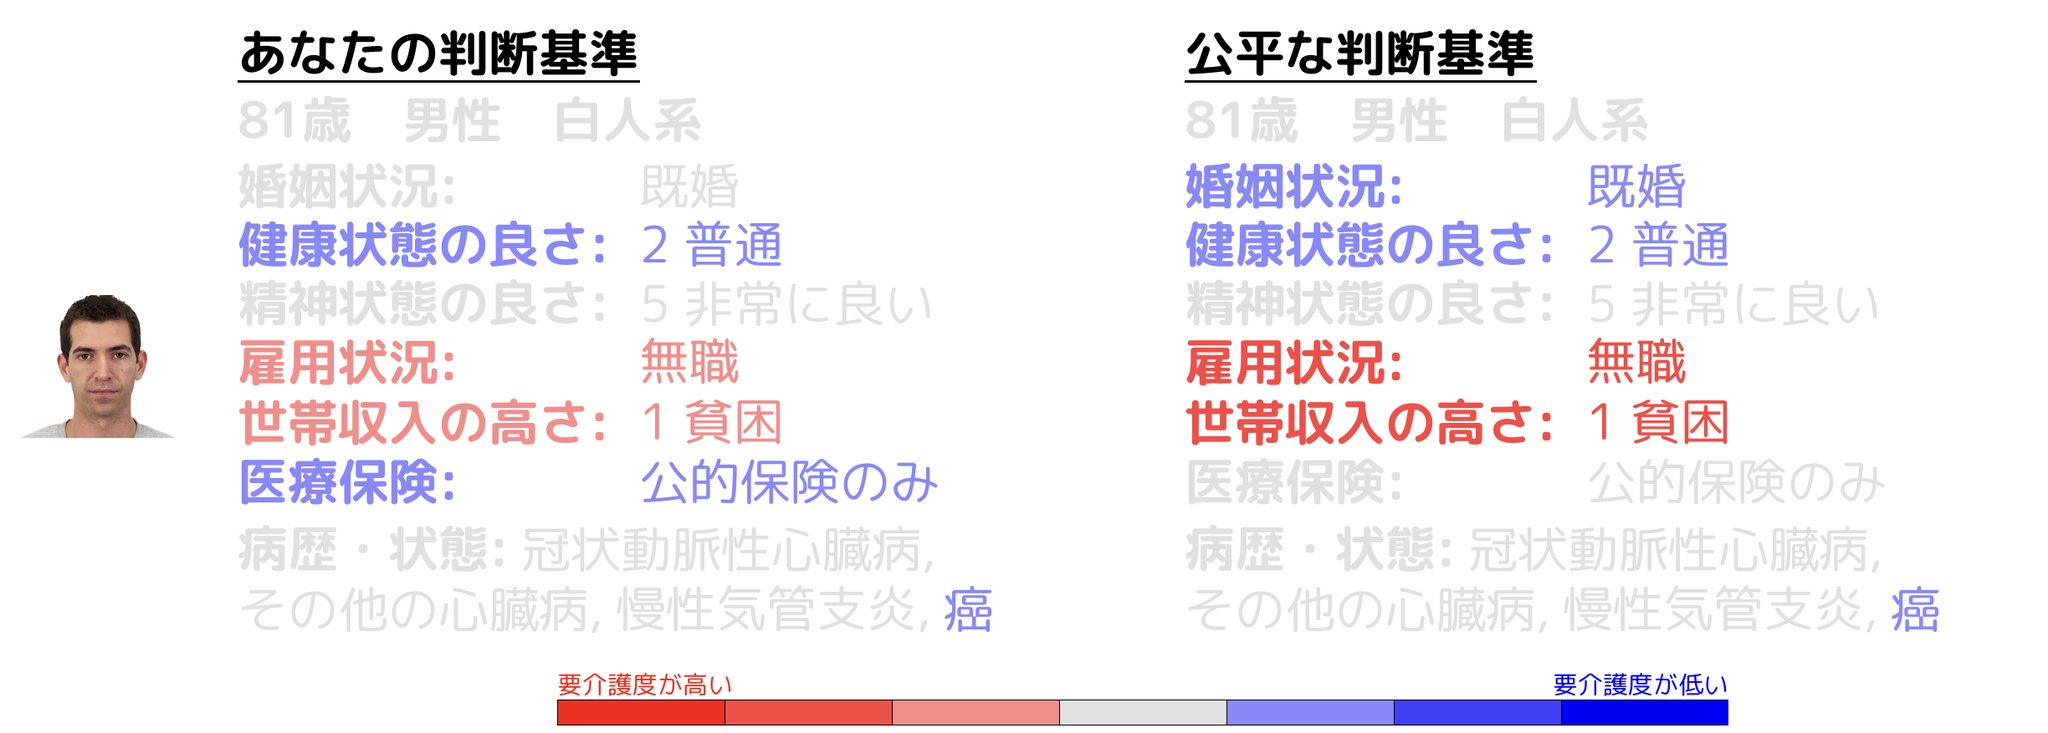 あなたの判断基準
81歳　男性　白人系
婚姻状況: 既婚
健康状態の良さ: 2 普通
精神状態の良さ: 5 非常に良い
雇用状況: 無職
世帯収入の高さ: 1 貧困
医療保険: 公的保険のみ
病歴・状態: 冠状動脈性心臓病,
その他の心臓病, 慢性気管支炎, 癌
公平な判断基準
81歳　男性　白人系
婚姻状況: 既婚
健康状態の良さ: 2 普通
精神状態の良さ: 5 非常に良い
雇用状況: 無職
世帯収入の高さ: 1 貧困
医療保険: 公的保険のみ
病歴・状態: 冠状動脈性心臓病,
その他の心臓病, 慢性気管支炎, 癌
要介護度が高い
要介護度が低い